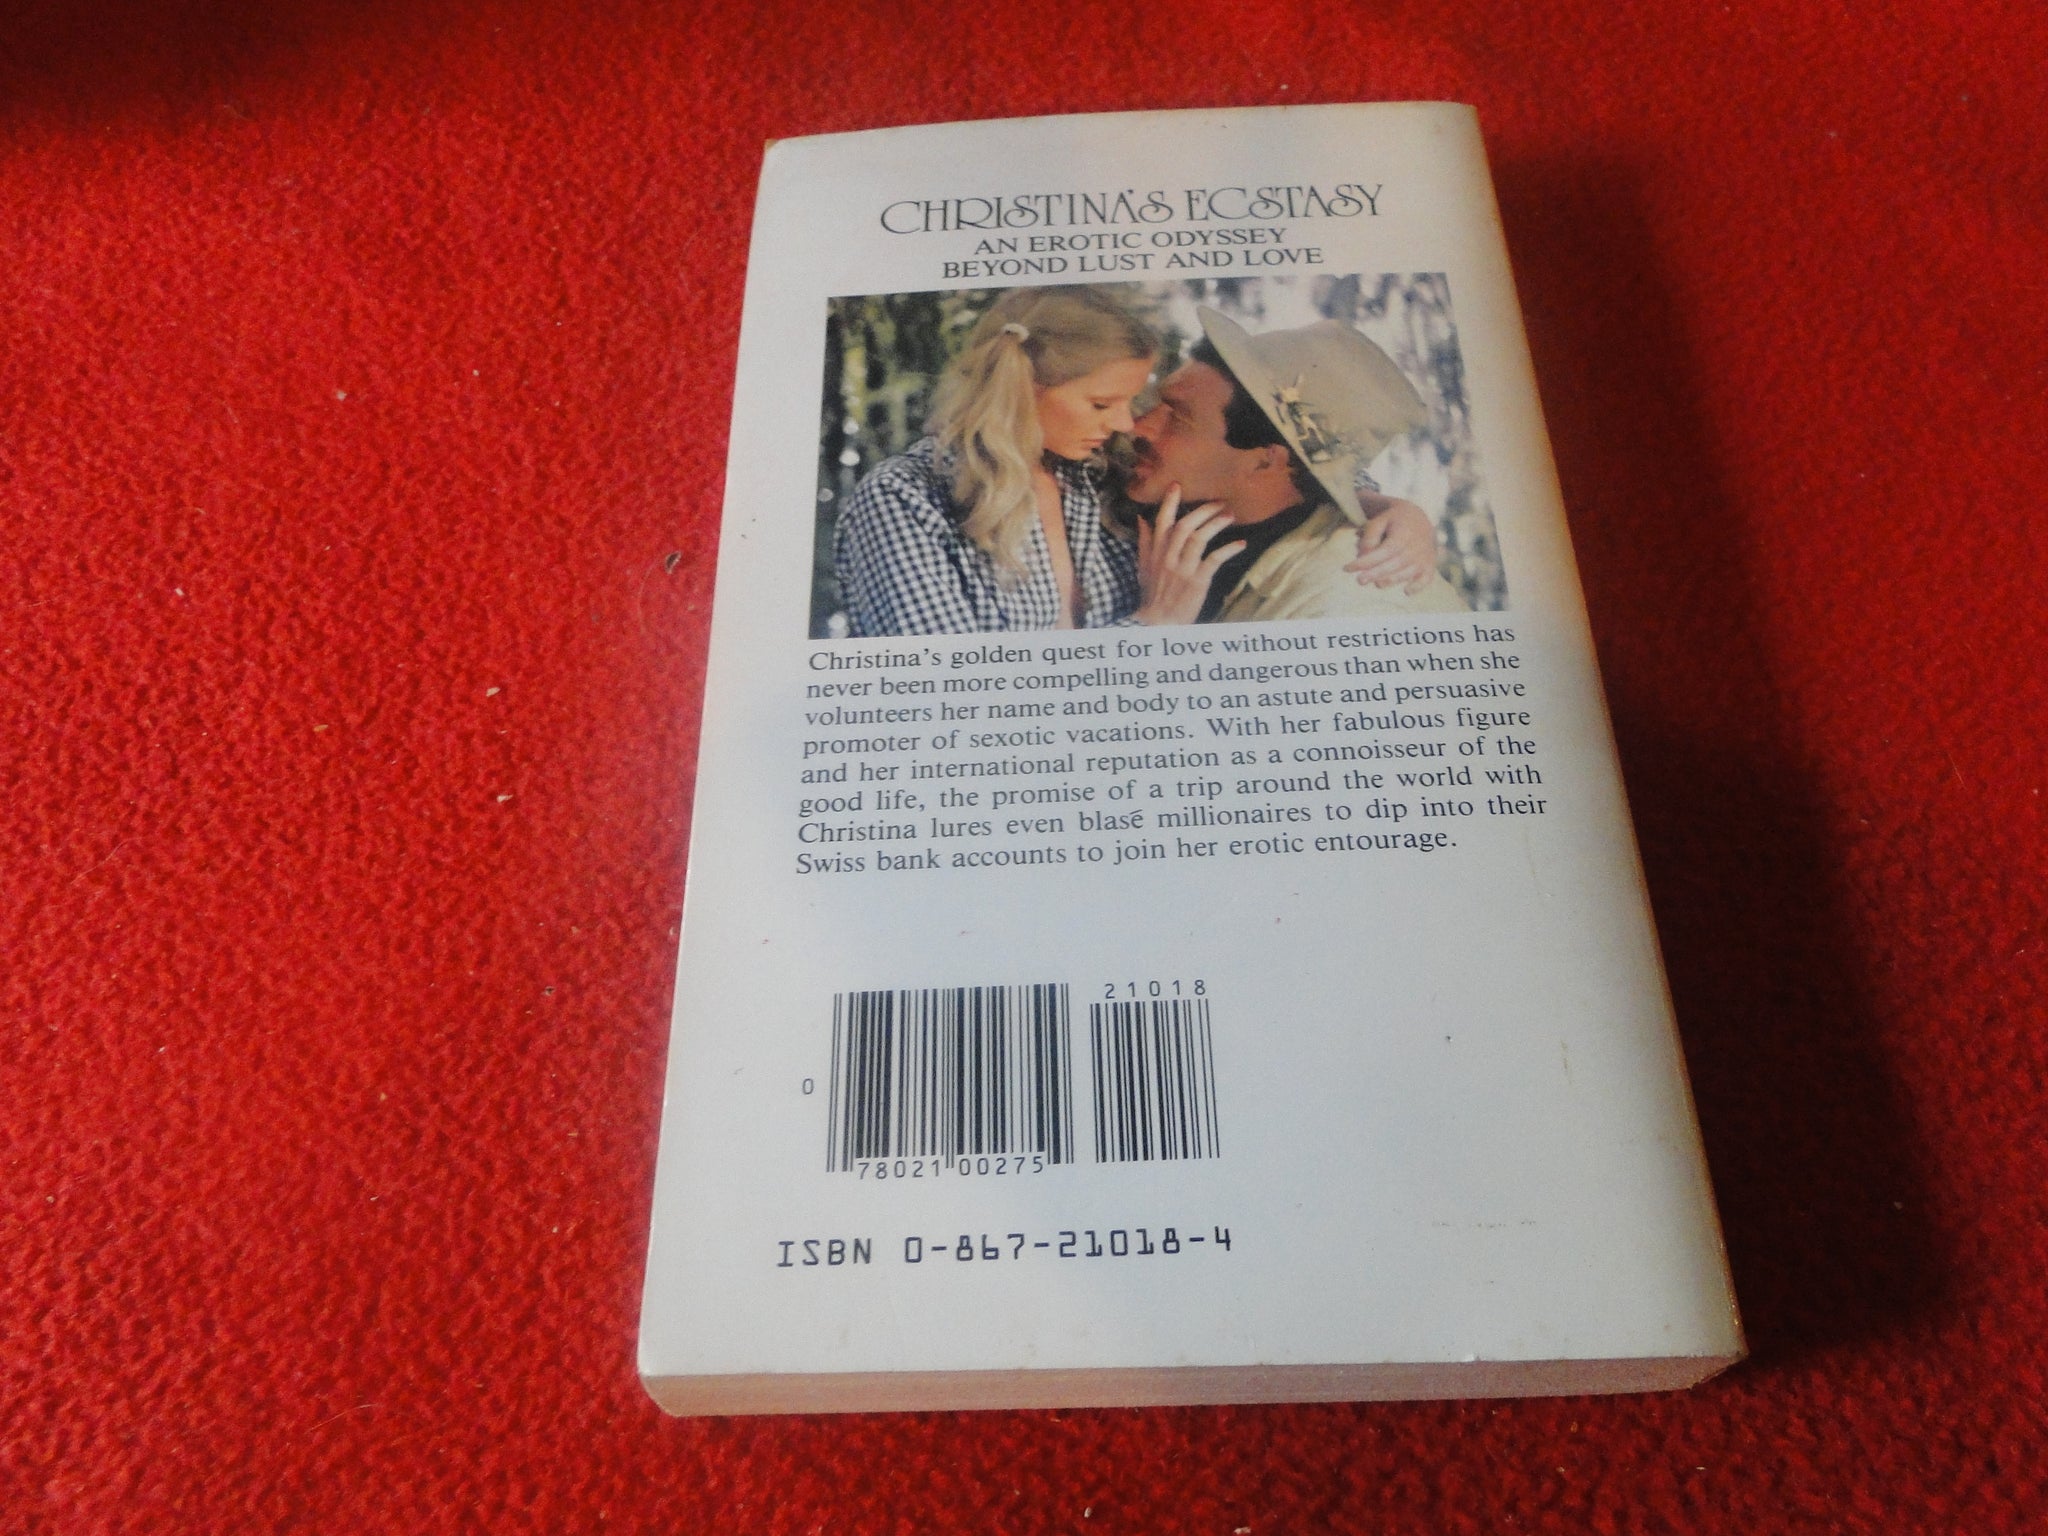 CHRISTINA'S ECSTASY
AN EROTIC ODYSSEY
BEYOND LUST AND LOVE
Christina's golden quest for love without restrictions has
never been more compelling and dangerous than when she
volunteers her name and body to an astute and persuasive
promoter of sexotic vacations. With her fabulous figure
and her international reputation as a connoisseur of the
good life, the promise of a trip around the world with
Christina lures even blasé millionaires to dip into their
Swiss bank accounts to join her erotic entourage.
21018
0
78021 00275
ISBN 0-867-21018-4